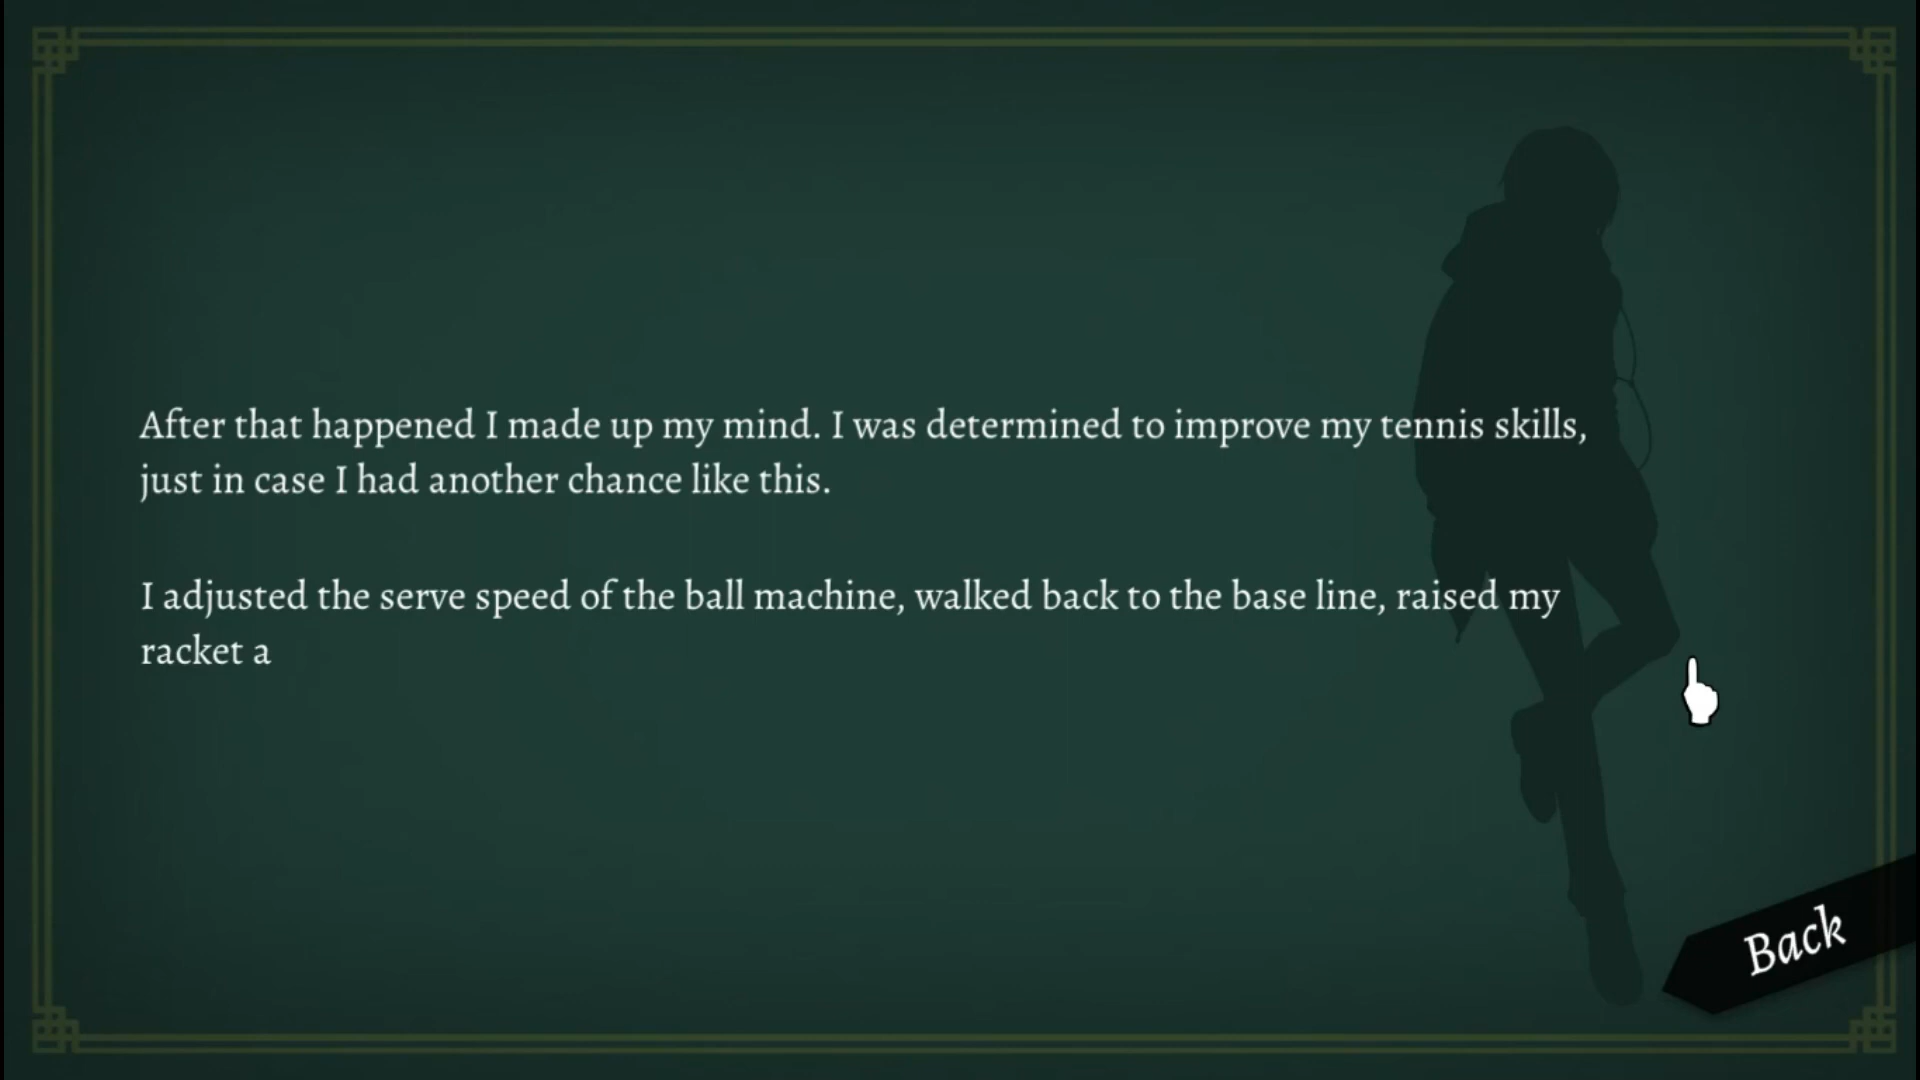 After that happened I made up my mind. I was determined to improve my tennis skills,
just in case I had another chance like this.
I adjusted the serve speed of the ball machine, walked back to the base line, raised my
racket a
Back